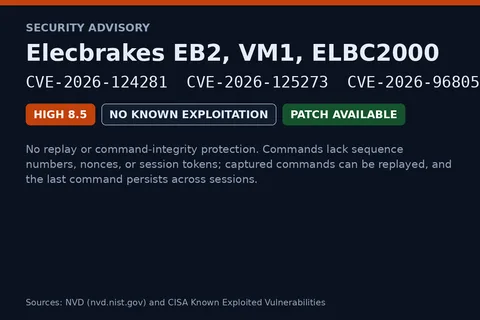 SECURITY ADVISORY
Elecbrakes EB2, VM1, ELBC2000
CVE-2026-124281 CVE-2026-125273 CVE-2026-96805
HIGH 8.5 NO KNOWN EXPLOITATION PATCH AVAILABLE
No replay or command-integrity protection. Commands lack sequence
numbers, nonces, or session tokens; captured commands can be replayed, and
the last command persists across sessions.
Sources: NVD (nvd.nist.gov) and CISA Known Exploited Vulnerabilities